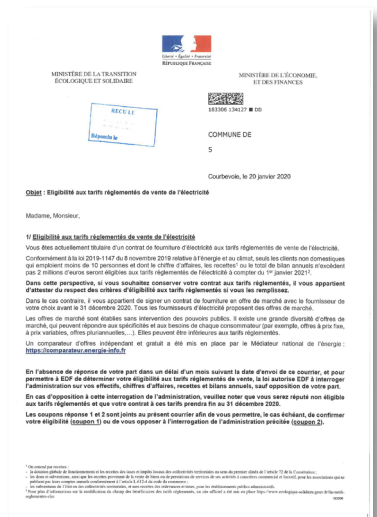 Liberté • Égalité • Fraternité
RÉPUBLIQUE FRANÇAISE
MINISTÈRE DE LA TRANSITION
ÉCOLOGIQUE ET SOLIDAIRE
MINISTÈRE DE L'ÉCONOMIE,
ET DES FINANCES
REÇU LE
Répondu le
183306 134127 DD
COMMUNE DE
5
Courbevoie, le 20 janvier 2020
Objet : Eligibilité aux tarifs réglementés de vente de l'électricité
Madame, Monsieur,
1/ Eligibilité aux tarifs réglementés de vente de l'électricité
Vous êtes actuellement titulaire d'un contrat de fourniture d'électricité aux tarifs réglementés de vente de l'électricité.
Conformément à la loi 2019-1147 du 8 novembre 2019 relative à l'énergie et au climat, seuls les clients non domestiques
qui emploient moins de 10 personnes et dont le chiffre d'affaires, les recettes¹ ou le total de bilan annuels n'excèdent
pas 2 millions d'euros seront éligibles aux tarifs réglementés de l'électricité à compter du 1er janvier 2021².
Dans cette perspective, si vous souhaitez conserver votre contrat aux tarifs réglementés, il vous appartient
d'attester du respect des critères d'éligibilité aux tarifs réglementés si vous les remplissez.
Dans le cas contraire, il vous appartient de signer un contrat de fourniture en offre de marché avec le fournisseur de
votre choix avant le 31 décembre 2020. Tous les fournisseurs d'électricité proposent des offres de marché.
Les offres de marché sont établies sans intervention des pouvoirs publics. Il existe une grande diversité d'offres de
marché, qui peuvent répondre aux spécificités et aux besoins de chaque consommateur (par exemple, offres à prix fixe,
à prix variables, offres pluriannuelles,…). Elles peuvent être inférieures aux tarifs réglementés.
Un comparateur d'offres indépendant et gratuit a été mis en place par le Médiateur national de l'énergie :
https://comparateur.energie-info.fr
En l'absence de réponse de votre part dans un délai d'un mois suivant la date d'envoi de ce courrier, et pour
permettre à EDF de déterminer votre éligibilité aux tarifs réglementés de vente, la loi autorise EDF à interroger
l'administration sur vos effectifs, chiffres d'affaires, recettes et bilans annuels, sauf opposition de votre part.
En cas d'opposition à cette interrogation de l'administration, veuillez noter que vous serez réputé non éligible
aux tarifs réglementés et que votre contrat à ces tarifs prendra fin au 31 décembre 2020.
Les coupons réponse 1 et 2 sont joints au présent courrier afin de vous permettre, le cas échéant, de confirmer
votre éligibilité (coupon 1) ou de vous opposer à l'interrogation de l'administration précitée (coupon 2).
¹ On entend par recettes :